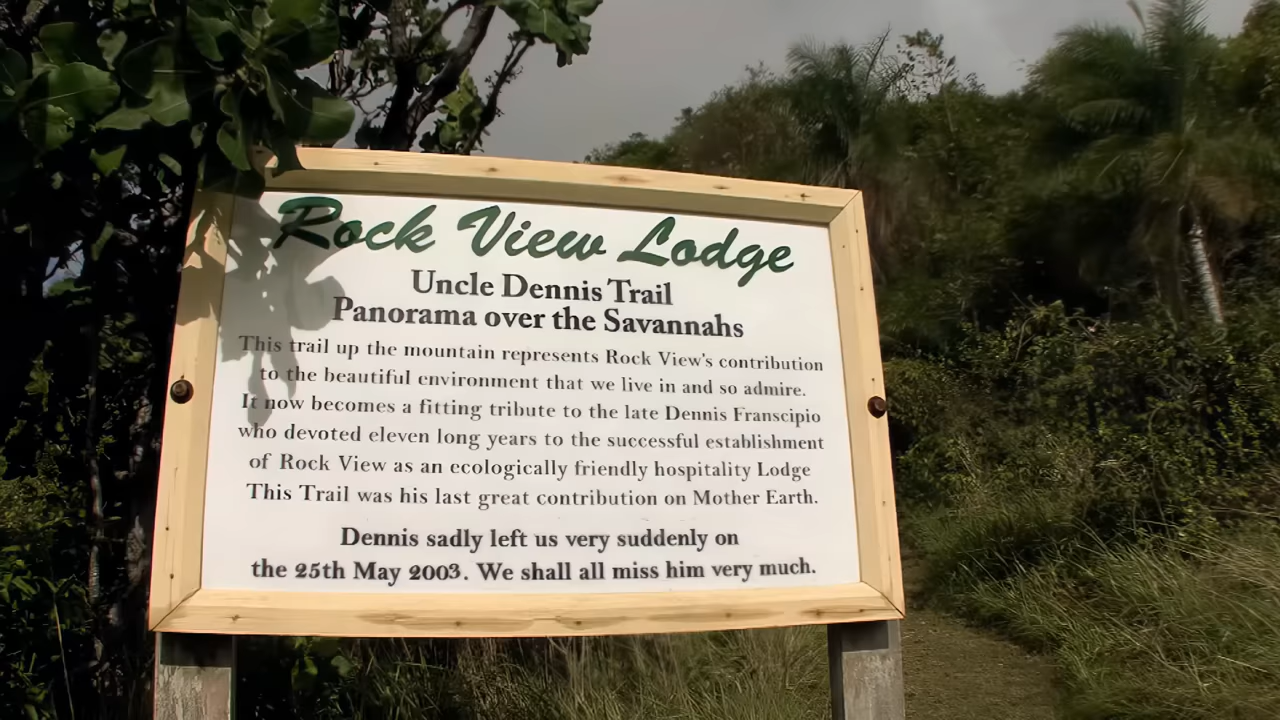 Rock View Lodge
Uncle Dennis Trail
Panorama over the Savannahs
This trail up the mountain represents Rock View's contribution
to the beautiful environment that we live in and so admire.
It now becomes a fitting tribute to the late Dennis Franscipio
who devoted eleven long years to the successful establishment
of Rock View as an ecologically friendly hospitality Lodge
This Trail was his last great contribution on Mother Earth.
Dennis sadly left us very suddenly on
the 25th May 2003. We shall all miss him very much.